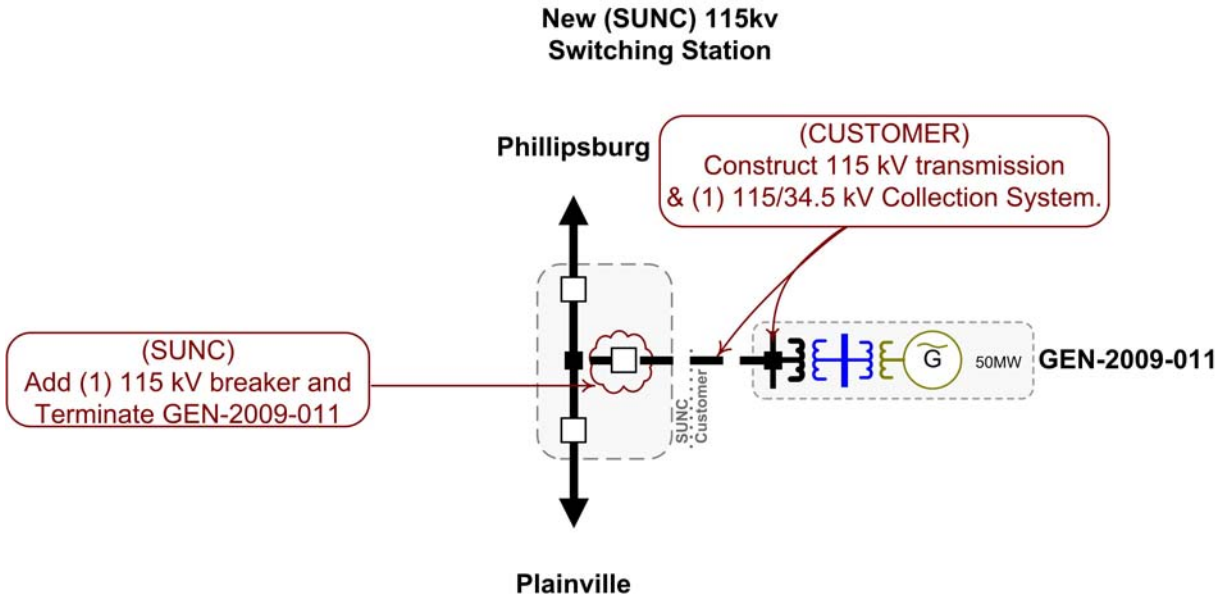 New (SUNC) 115kv
Switching Station
Phillipsburg
(CUSTOMER)
Construct 115 kV transmission
& (1) 115/34.5 kV Collection System.
(SUNC)
Add (1) 115 kV breaker and
Terminate GEN-2009-011
SUNC
Customer
G
50MW
GEN-2009-011
Plainville